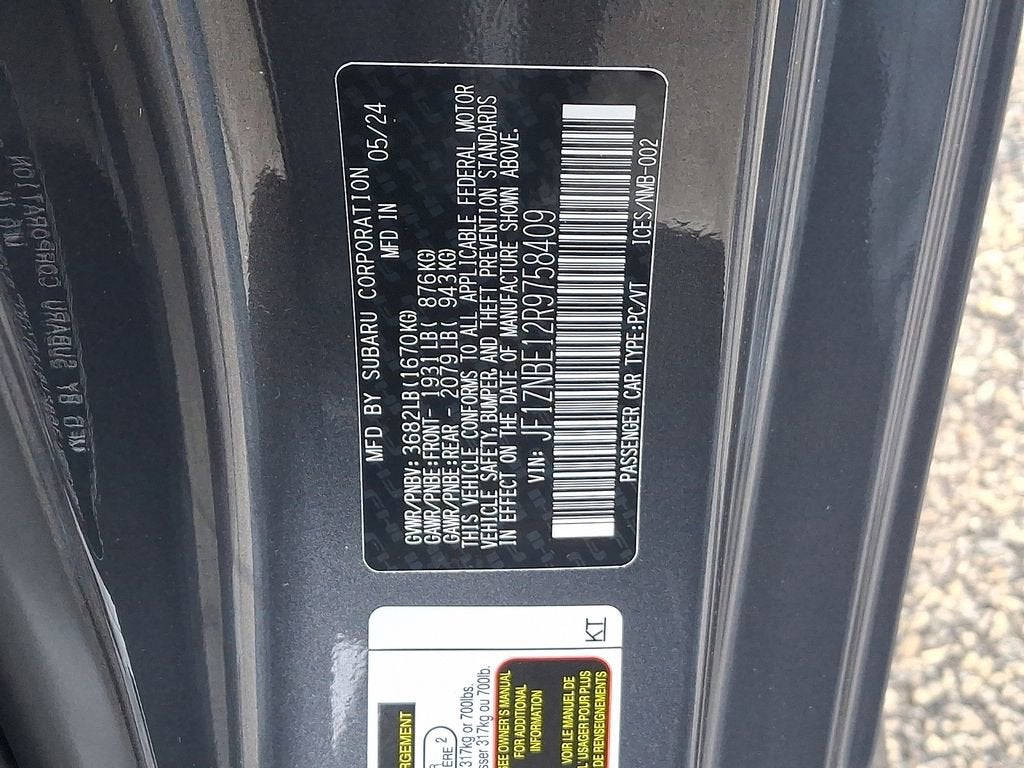 MFD BY SUBARU CORPORATION
MFD IN 05/24
GVWR/PNBV:3682LB(1670KG)
GAWR/PNBE:FRONT- 1931LB( 876KG)
GAWR/PNBE:REAR - 2079LB( 943KG)
THIS VEHICLE CONFORMS TO ALL APPLICABLE FEDERAL MOTOR
VEHICLE SAFETY,BUMPER,AND THEFT PREVENTION STANDARDS
IN EFFECT ON THE DATE OF MANUFACTURE SHOWN ABOVE.
VIN: JF1ZNBE12R9758409
PASSENGER CAR TYPE:PC/VT ICES/NMB-002
KT
2
317kg or 700lbs.
317kg ou 700lb.
SEE OWNER'S MANUAL
FOR ADDITIONAL
INFORMATION
VOIR LE MANUEL DE
L'USAGER POUR PLUS
DE RENSEIGNEMENTS